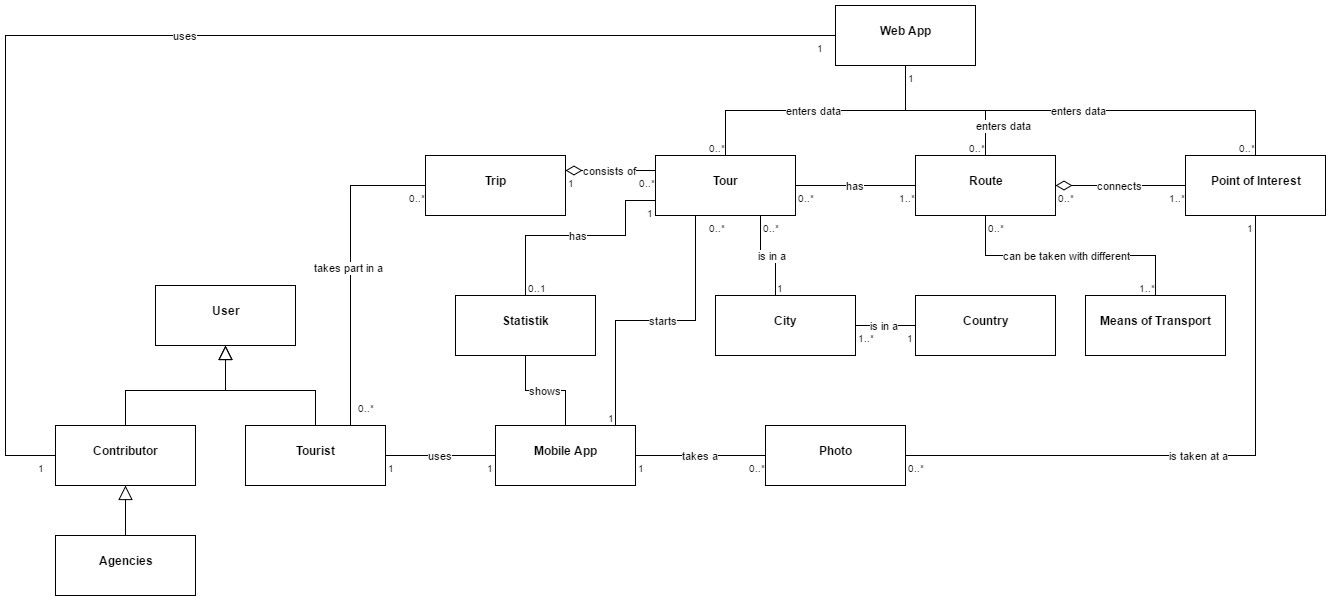 Web App
uses
1
1
enters data
enters data
enters data
0..*
0..*
0..*
Trip
consists of
Tour
has
Route
connects
Point of Interest
1
0..*
0..*
0..*
1..*
0..*
1..*
1
0..*
0..*
0..*
1
has
is in a
can be taken with different
takes part in a
0..1
1
1..*
User
Statistik
starts
City
is in a
Country
Means of Transport
1..*
1
shows
0..*
1
Contributor
Tourist
uses
Mobile App
takes a
Photo
is taken at a
1
1
1
1
0..*
0..*
Agencies